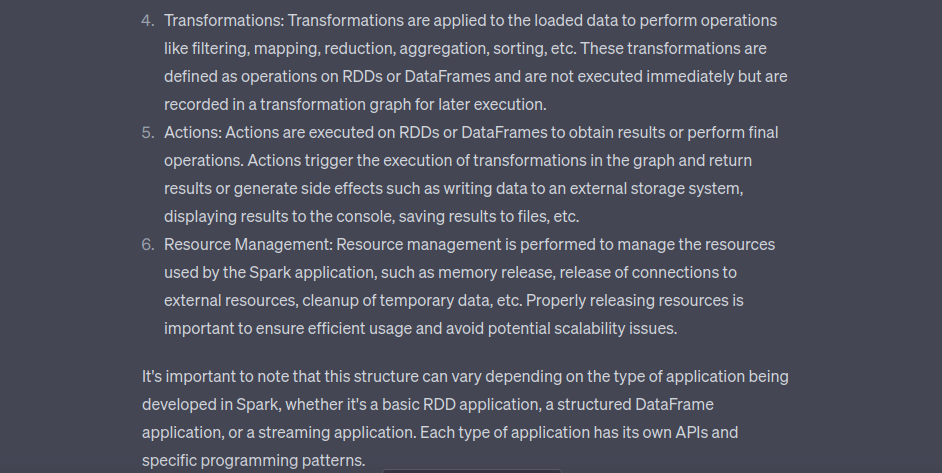 4. Transformations: Transformations are applied to the loaded data to perform operations
like filtering, mapping, reduction, aggregation, sorting, etc. These transformations are
defined as operations on RDDs or DataFrames and are not executed immediately but are
recorded in a transformation graph for later execution.
5. Actions: Actions are executed on RDDs or DataFrames to obtain results or perform final
operations. Actions trigger the execution of transformations in the graph and return
results or generate side effects such as writing data to an external storage system,
displaying results to the console, saving results to files, etc.
6. Resource Management: Resource management is performed to manage the resources
used by the Spark application, such as memory release, release of connections to
external resources, cleanup of temporary data, etc. Properly releasing resources is
important to ensure efficient usage and avoid potential scalability issues.
It's important to note that this structure can vary depending on the type of application being
developed in Spark, whether it's a basic RDD application, a structured DataFrame
application, or a streaming application. Each type of application has its own APIs and
specific programming patterns.